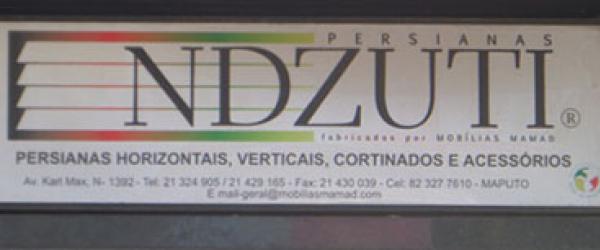 PERSIANAS
NDZUTI®
fabricadas por MOBÍLIAS MAMAD
PERSIANAS HORIZONTAIS, VERTICAIS, CORTINADOS E ACESSÓRIOS
Av. Karl Max, N- 1392 - Tel: 21 324 905 / 21 429 165 - Fax: 21 430 039 - Cel: 82 327 7610 - MAPUTO
E mail-geral@mobiliasmamad.com